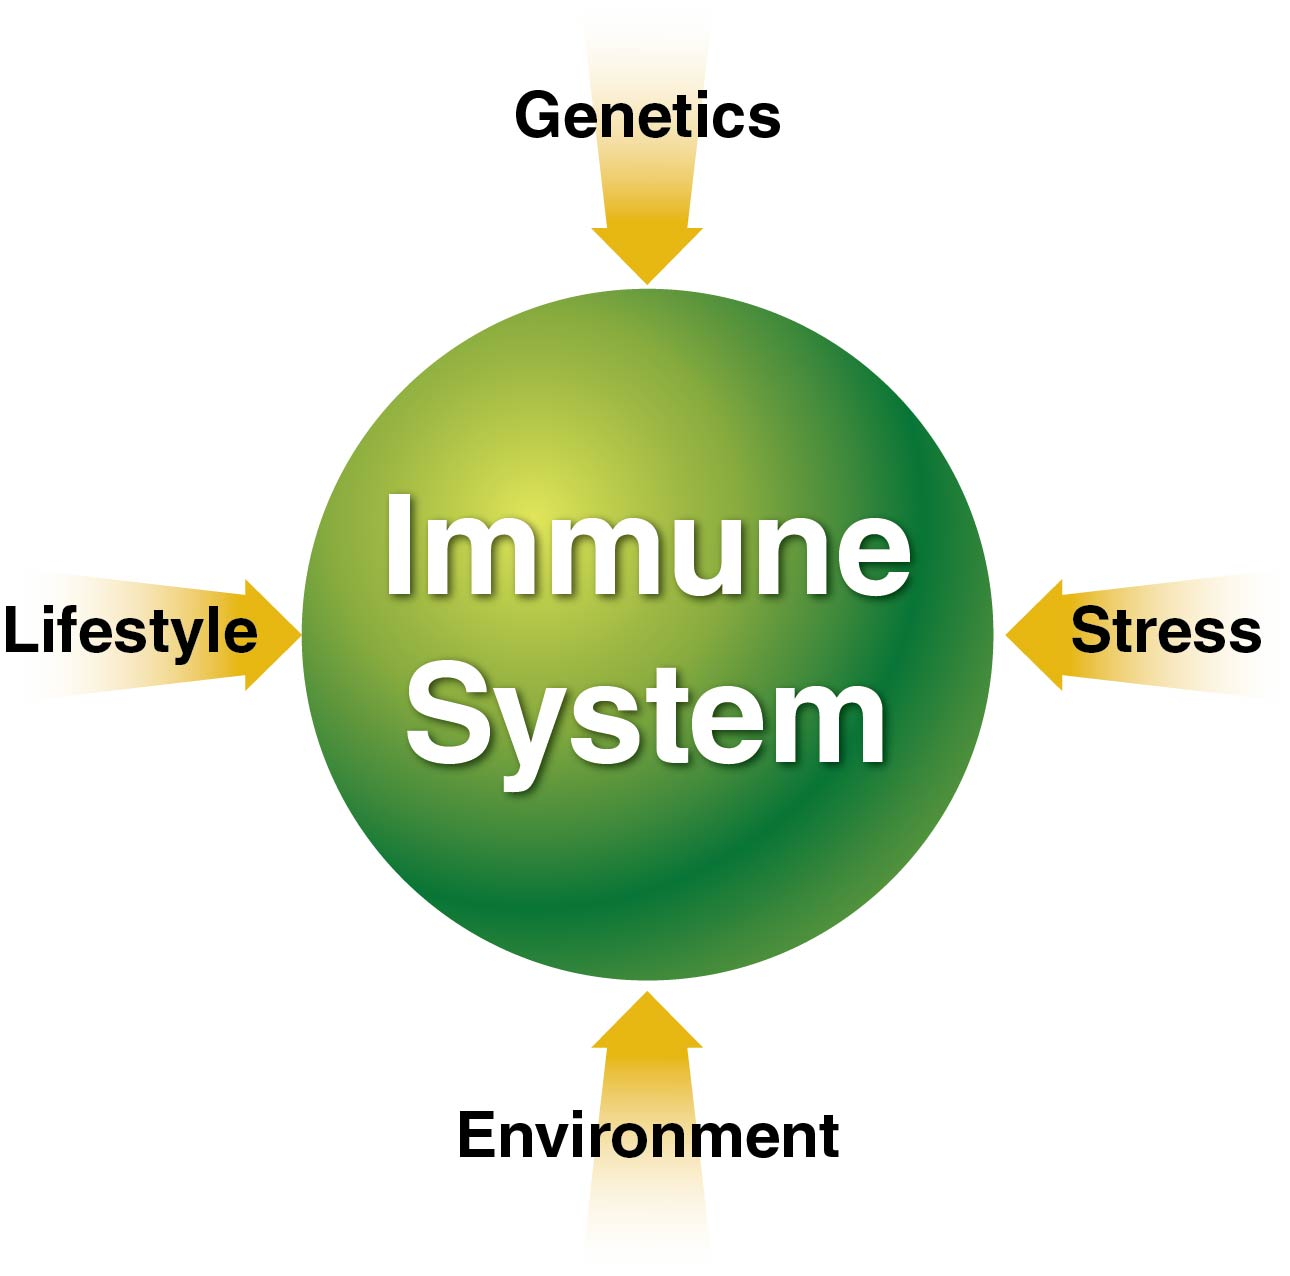 Genetics
Immune
System
Lifestyle
Stress
Environment